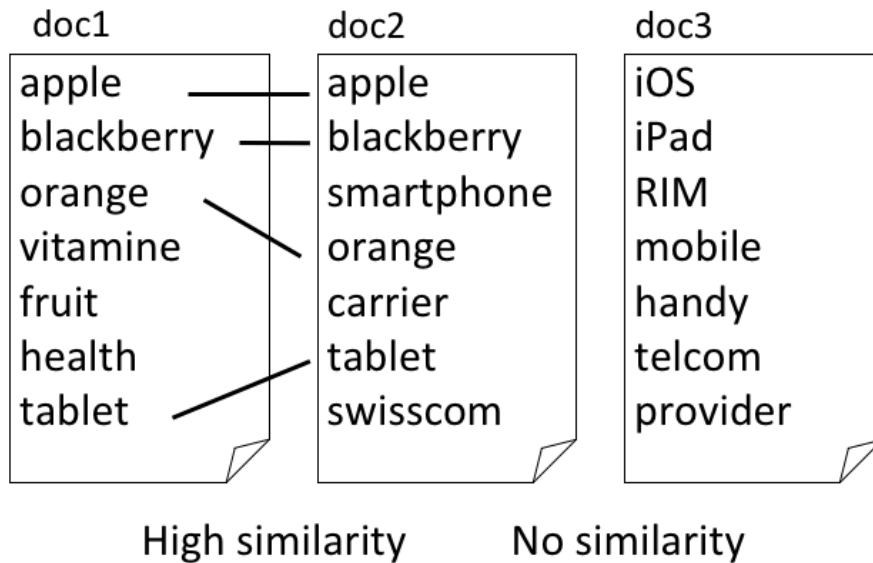 doc1
apple
blackberry
orange
vitamine
fruit
health
tablet
doc2
apple
blackberry
smartphone
orange
carrier
tablet
swisscom
doc3
iOS
iPad
RIM
mobile
handy
telcom
provider
High similarity
No similarity